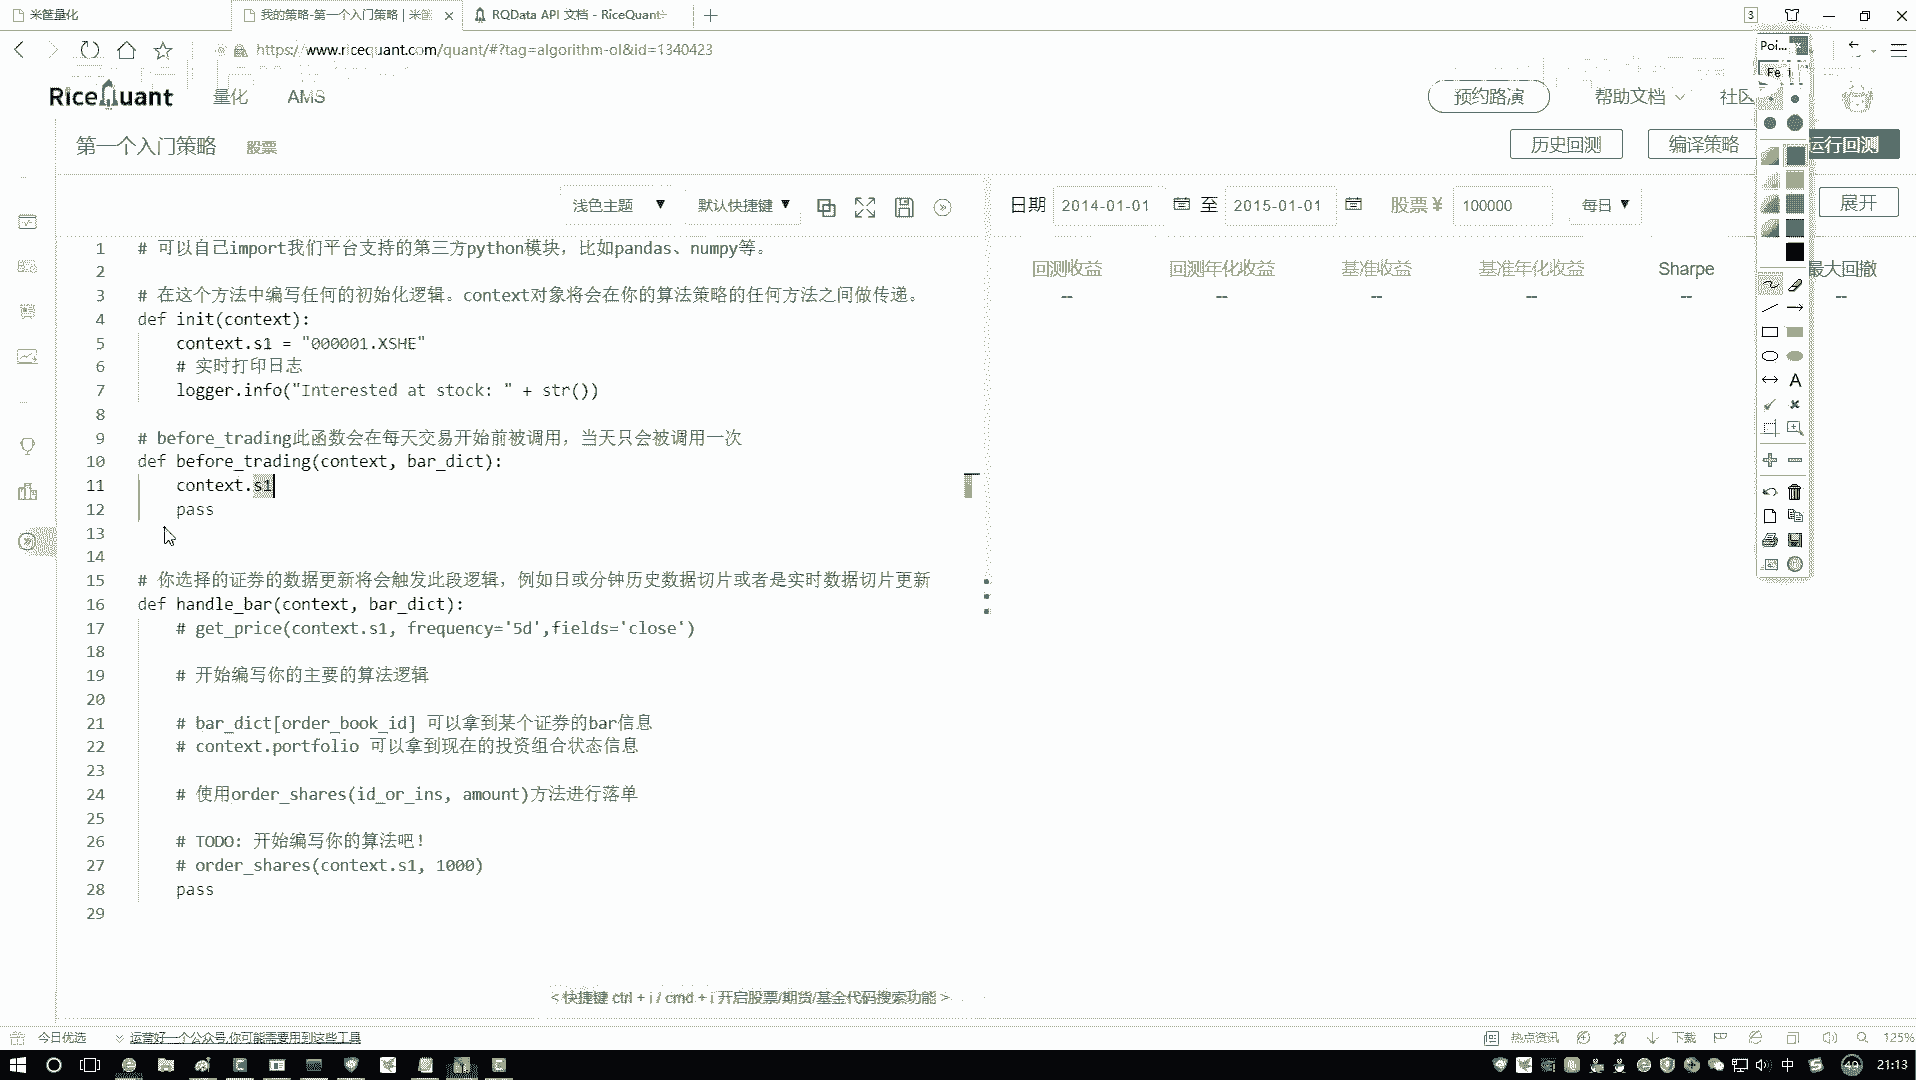 米筐量化
我的策略-第一个入门策略 | 米筐
RQData API 文档 - RiceQuant
3
https://www.ricequant.com/quant/#?tag=algorithm-ol&id=1340423
Poi...
RiceQuant
量化
AMS
预约路演
帮助文档
社区
第一个入门策略
股票
历史回测
编译策略
运行回测
浅色主题
默认快捷键
日期
2014-01-01
至
2015-01-01
股票 ¥
100000
每日
展开
回测收益
回测年化收益
基准收益
基准年化收益
Sharpe
最大回撤
--
--
--
--
--
--
1 # 可以自己import我们平台支持的第三方python模块，比如pandas、numpy等。
2
3 # 在这个方法中编写任何的初始化逻辑。context对象将会在你的算法策略的任何方法之间做传递。
4 def init(context):
5 context.s1 = "000001.XSHE"
6 # 实时打印日志
7 logger.info("Interested at stock: " + str())
8
9 # before_trading此函数会在每天交易开始前被调用，当天只会被调用一次
10 def before_trading(context, bar_dict):
11 context.s1
12 pass
13
14
15 # 你选择的证券的数据更新将会触发此段逻辑，例如日或分钟历史数据切片或者是实时数据切片更新
16 def handle_bar(context, bar_dict):
17 # get_price(context.s1, frequency='5d',fields='close')
18
19 # 开始编写你的主要的算法逻辑
20
21 # bar_dict[order_book_id] 可以拿到某个证券的bar信息
22 # context.portfolio 可以拿到现在的投资组合状态信息
23
24 # 使用order_shares(id_or_ins, amount)方法进行落单
25
26 # TODO: 开始编写你的算法吧！
27 # order_shares(context.s1, 1000)
28 pass
29
< 快捷键 ctrl + i / cmd + i 开启股票/期货/基金代码搜索功能 >
今日优选
运营好一个公众号,你可能需要用到这些工具
热点资讯
下载
125%
中
49
21:13